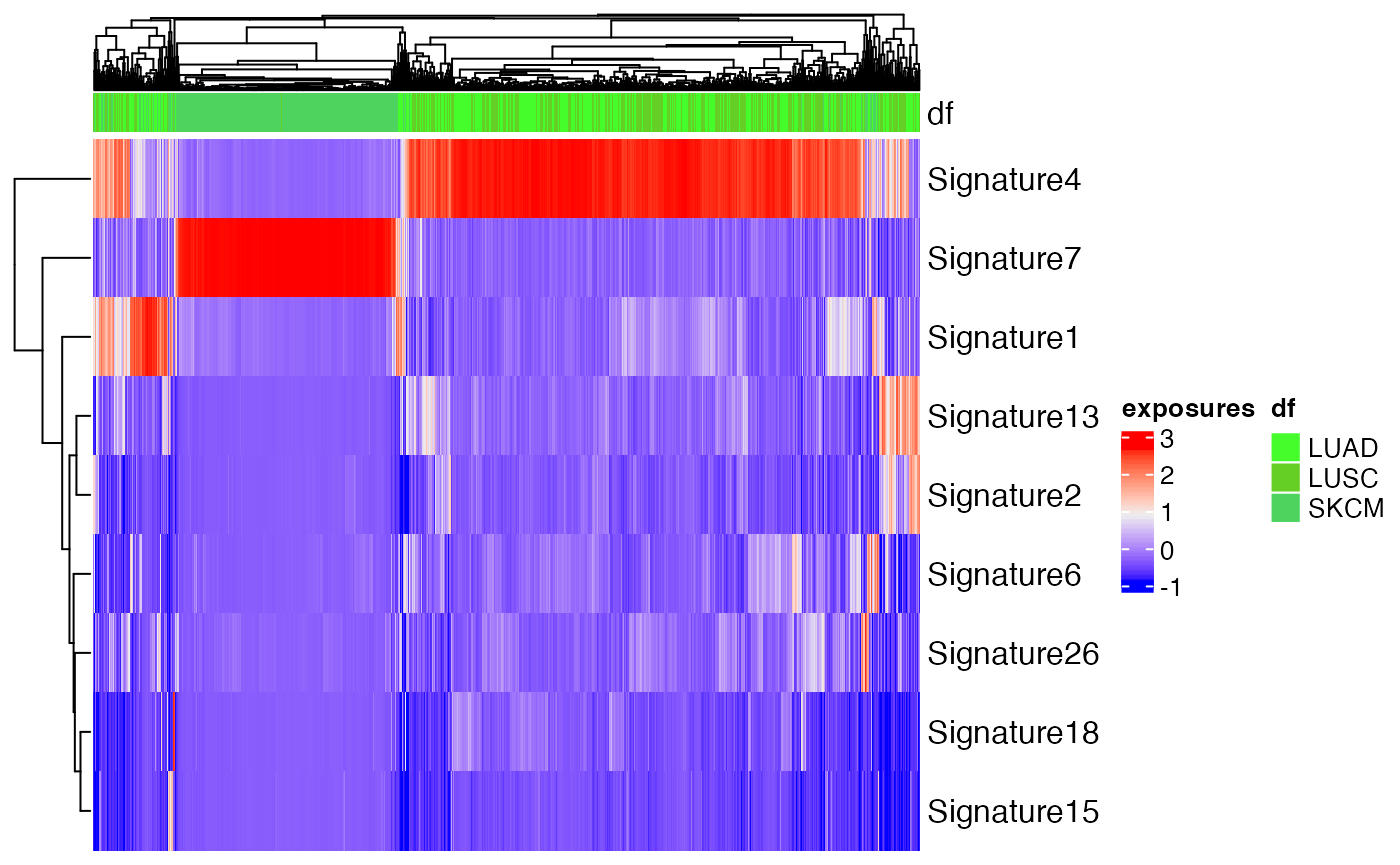 df
Signature4
Signature7
Signature1
Signature13
Signature2
Signature6
Signature26
Signature18
Signature15
exposures
3
2
1
0
-1
df
LUAD
LUSC
SKCM